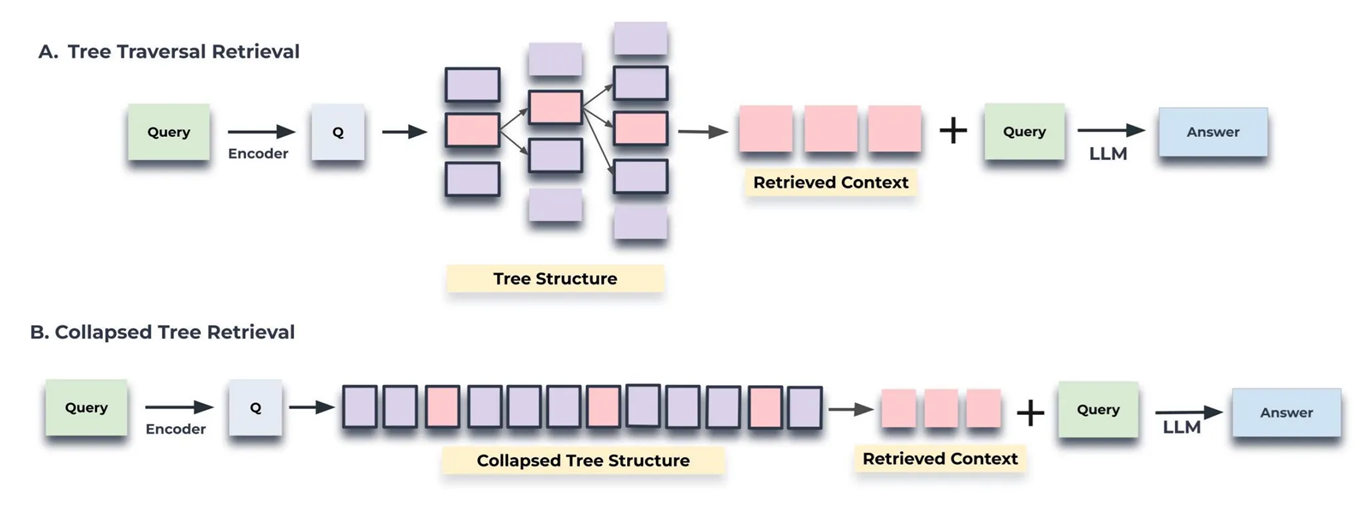 A. Tree Traversal Retrieval
Query
Encoder
Q
Tree Structure
Retrieved Context
Query
LLM
Answer
B. Collapsed Tree Retrieval
Query
Encoder
Q
Collapsed Tree Structure
Retrieved Context
+
Query
LLM
Answer